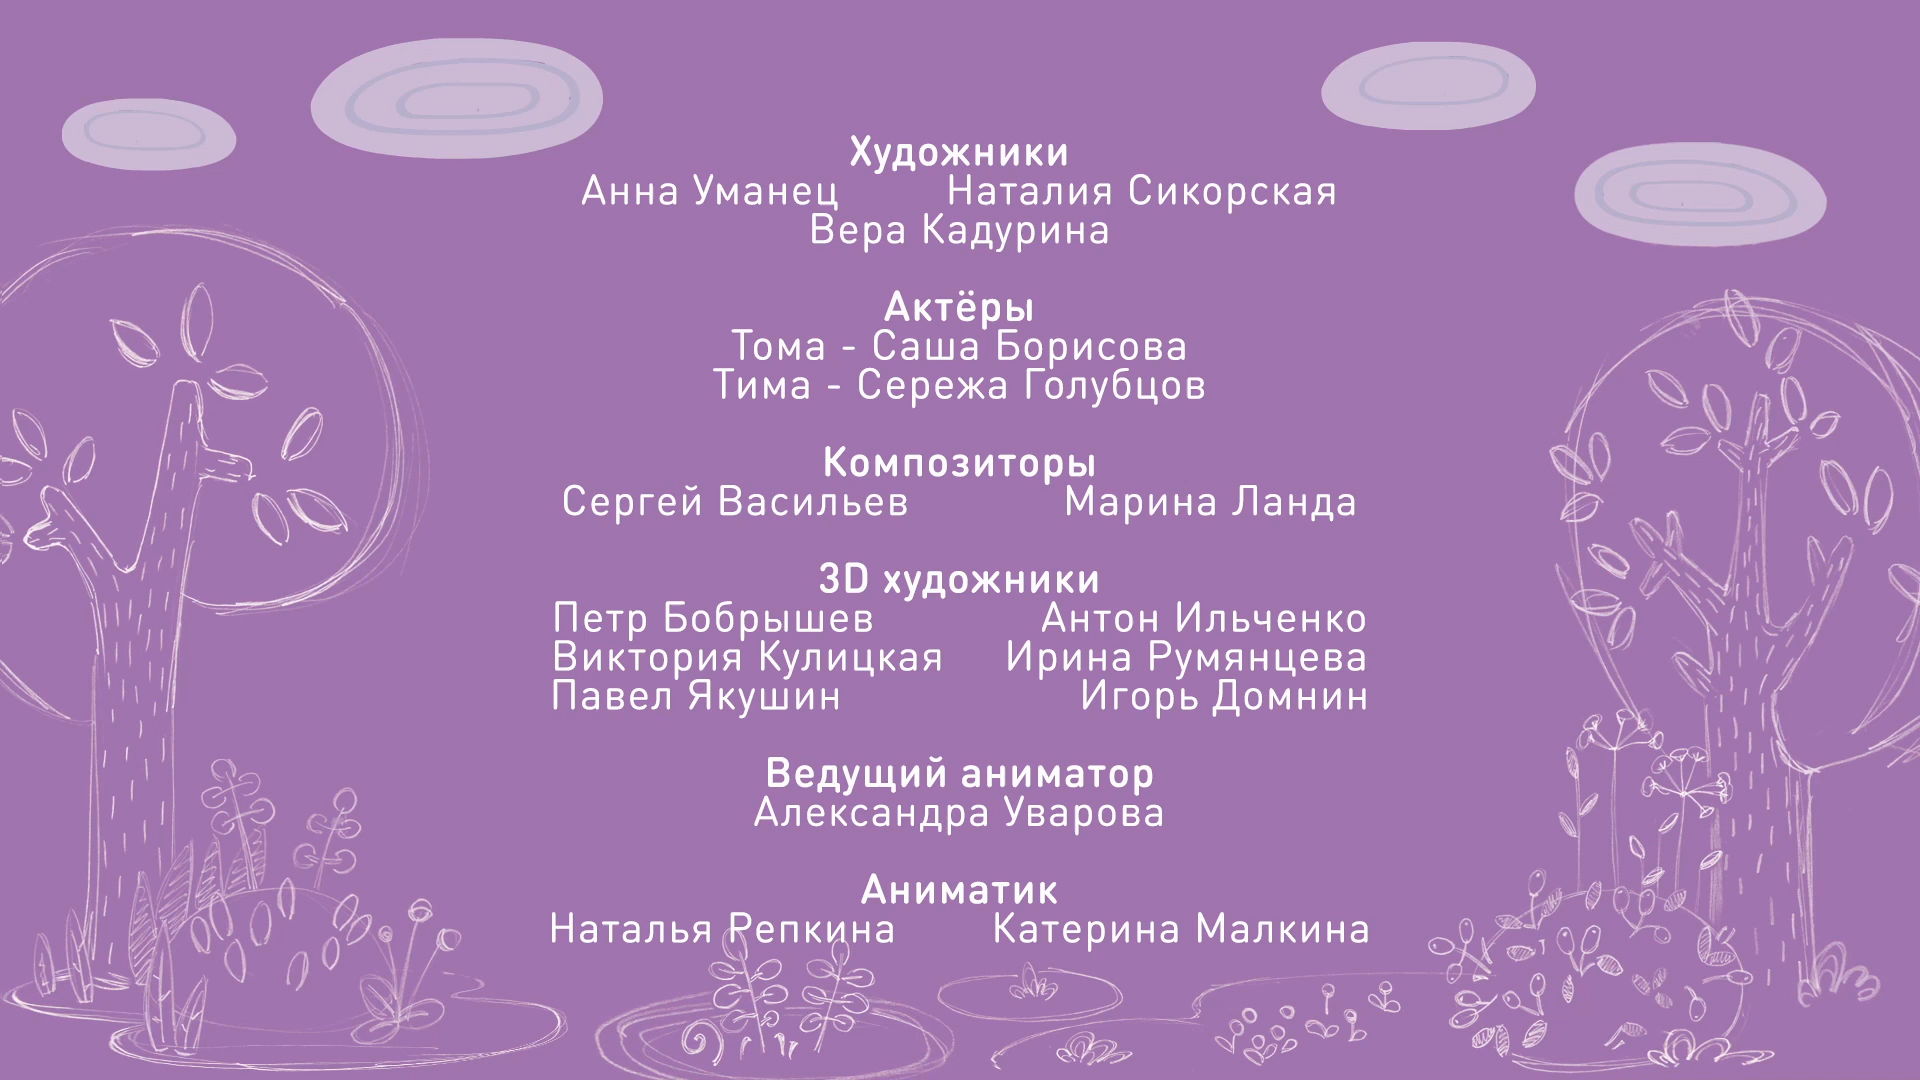 Художники
Анна Уманец Наталия Сикорская
Вера Кадурина
Актёры
Тома - Саша Борисова
Тима - Сережа Голубцов
Композиторы
Сергей Васильев Марина Ланда
3D художники
Петр Бобрышев Антон Ильченко
Виктория Кулицкая Ирина Румянцева
Павел Якушин Игорь Домнин
Ведущий аниматор
Александра Уварова
Аниматик
Наталья Репкина Катерина Малкина